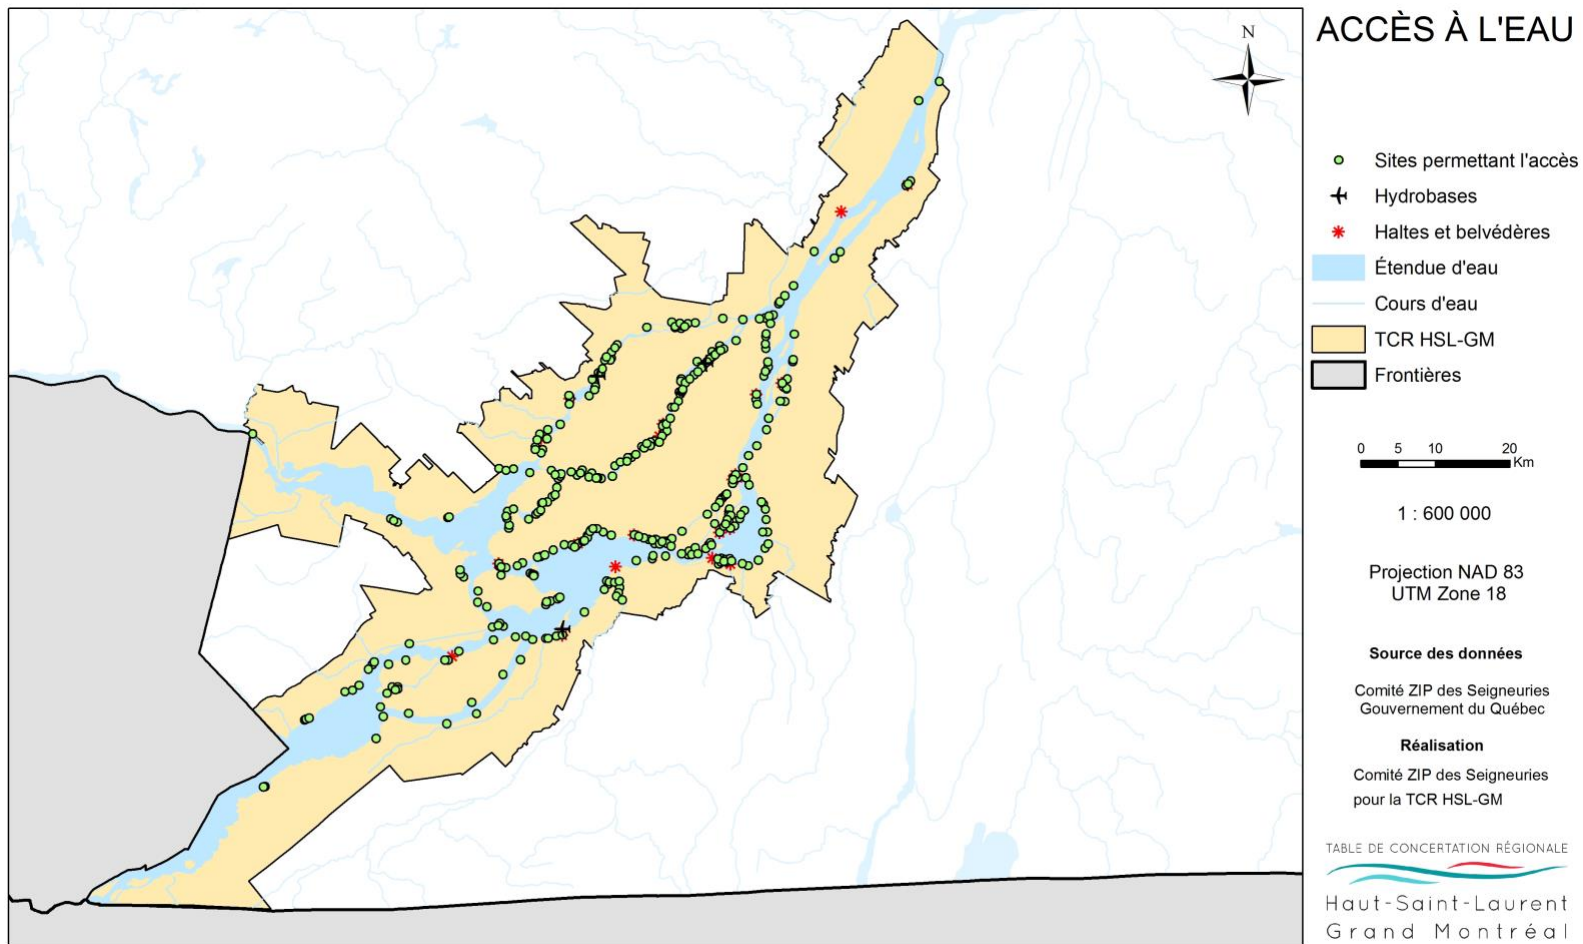 ACCÈS À L'EAU
N
Sites permettant l'accès
Hydrobases
Haltes et belvédères
Étendue d'eau
Cours d'eau
TCR HSL-GM
Frontières
0 5 10 20
Km
1 : 600 000
Projection NAD 83
UTM Zone 18
Source des données
Comité ZIP des Seigneuries
Gouvernement du Québec
Réalisation
Comité ZIP des Seigneuries
pour la TCR HSL-GM
TABLE DE CONCERTATION RÉGIONALE
Haut-Saint-Laurent
Grand Montréal